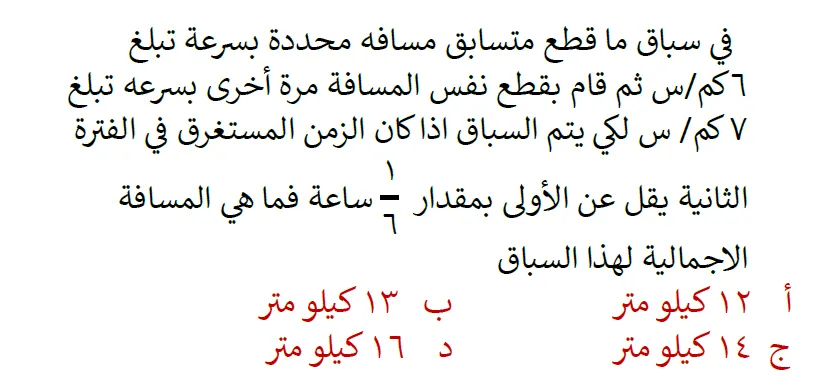 في سباق ما قطع متسابق مسافه محددة بسرعة تبلغ
٦ كم/س ثم قام بقطع نفس المسافة مرة أخرى بسرعه تبلغ
٧ كم/ س لكي يتم السباق اذا كان الزمن المستغرق في الفترة
الثانية يقل عن الأولى بمقدار ١/٦ ساعة فما هي المسافة
الاجمالية لهذا السباق
أ ١٢ كيلو متر ب ١٣ كيلو متر
ج ١٤ كيلو متر د ١٦ كيلو متر